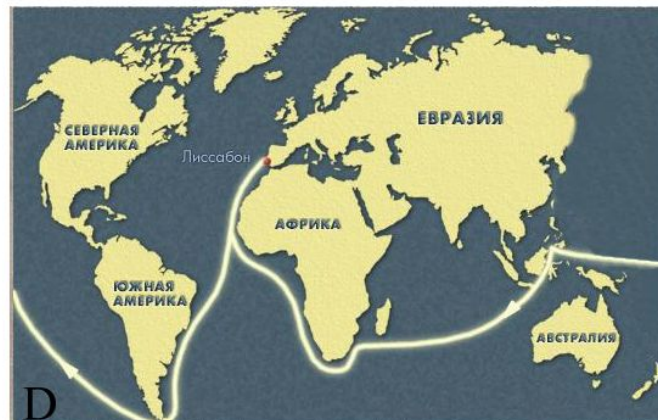 ЕВРАЗИЯ
СЕВЕРНАЯ
АМЕРИКА
Лиссабон
АФРИКА
ЮЖНАЯ
АМЕРИКА
АВСТРАЛИЯ
D